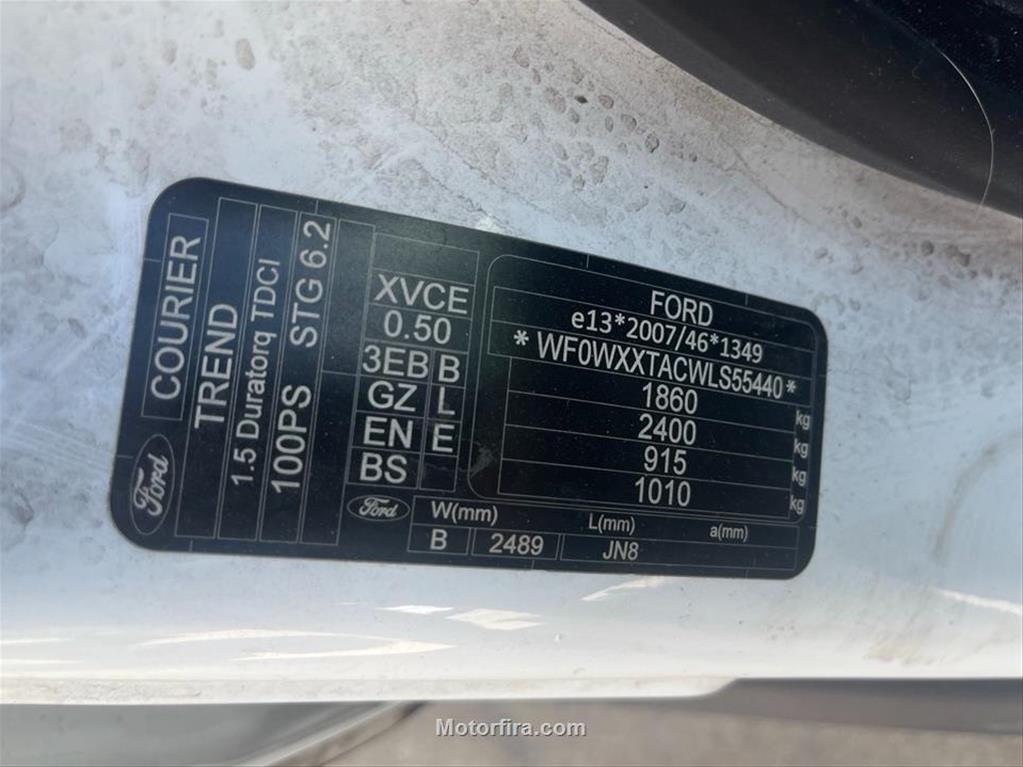 COURIER
TREND
1.5 Duratorq TDCI
100PS STG 6.2
Ford
XVCE
0.50
3EB B
GZ L
EN E
BS
FORD
e13*2007/46*1349
* WF0WXXTACWLS55440 *
1860 kg
2400 kg
915 kg
1010 kg
Ford
W(mm) L(mm) a(mm)
B 2489 JN8
Motorfira.com